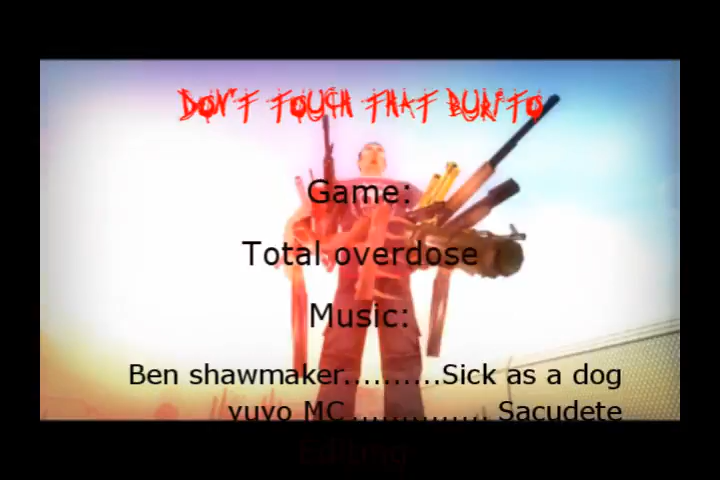 DON'T TOUCH THAT BURITO
Game:
Total overdose
Music:
Ben shawmaker..........Sick as a dog
yuyo MC.............. Sacudete